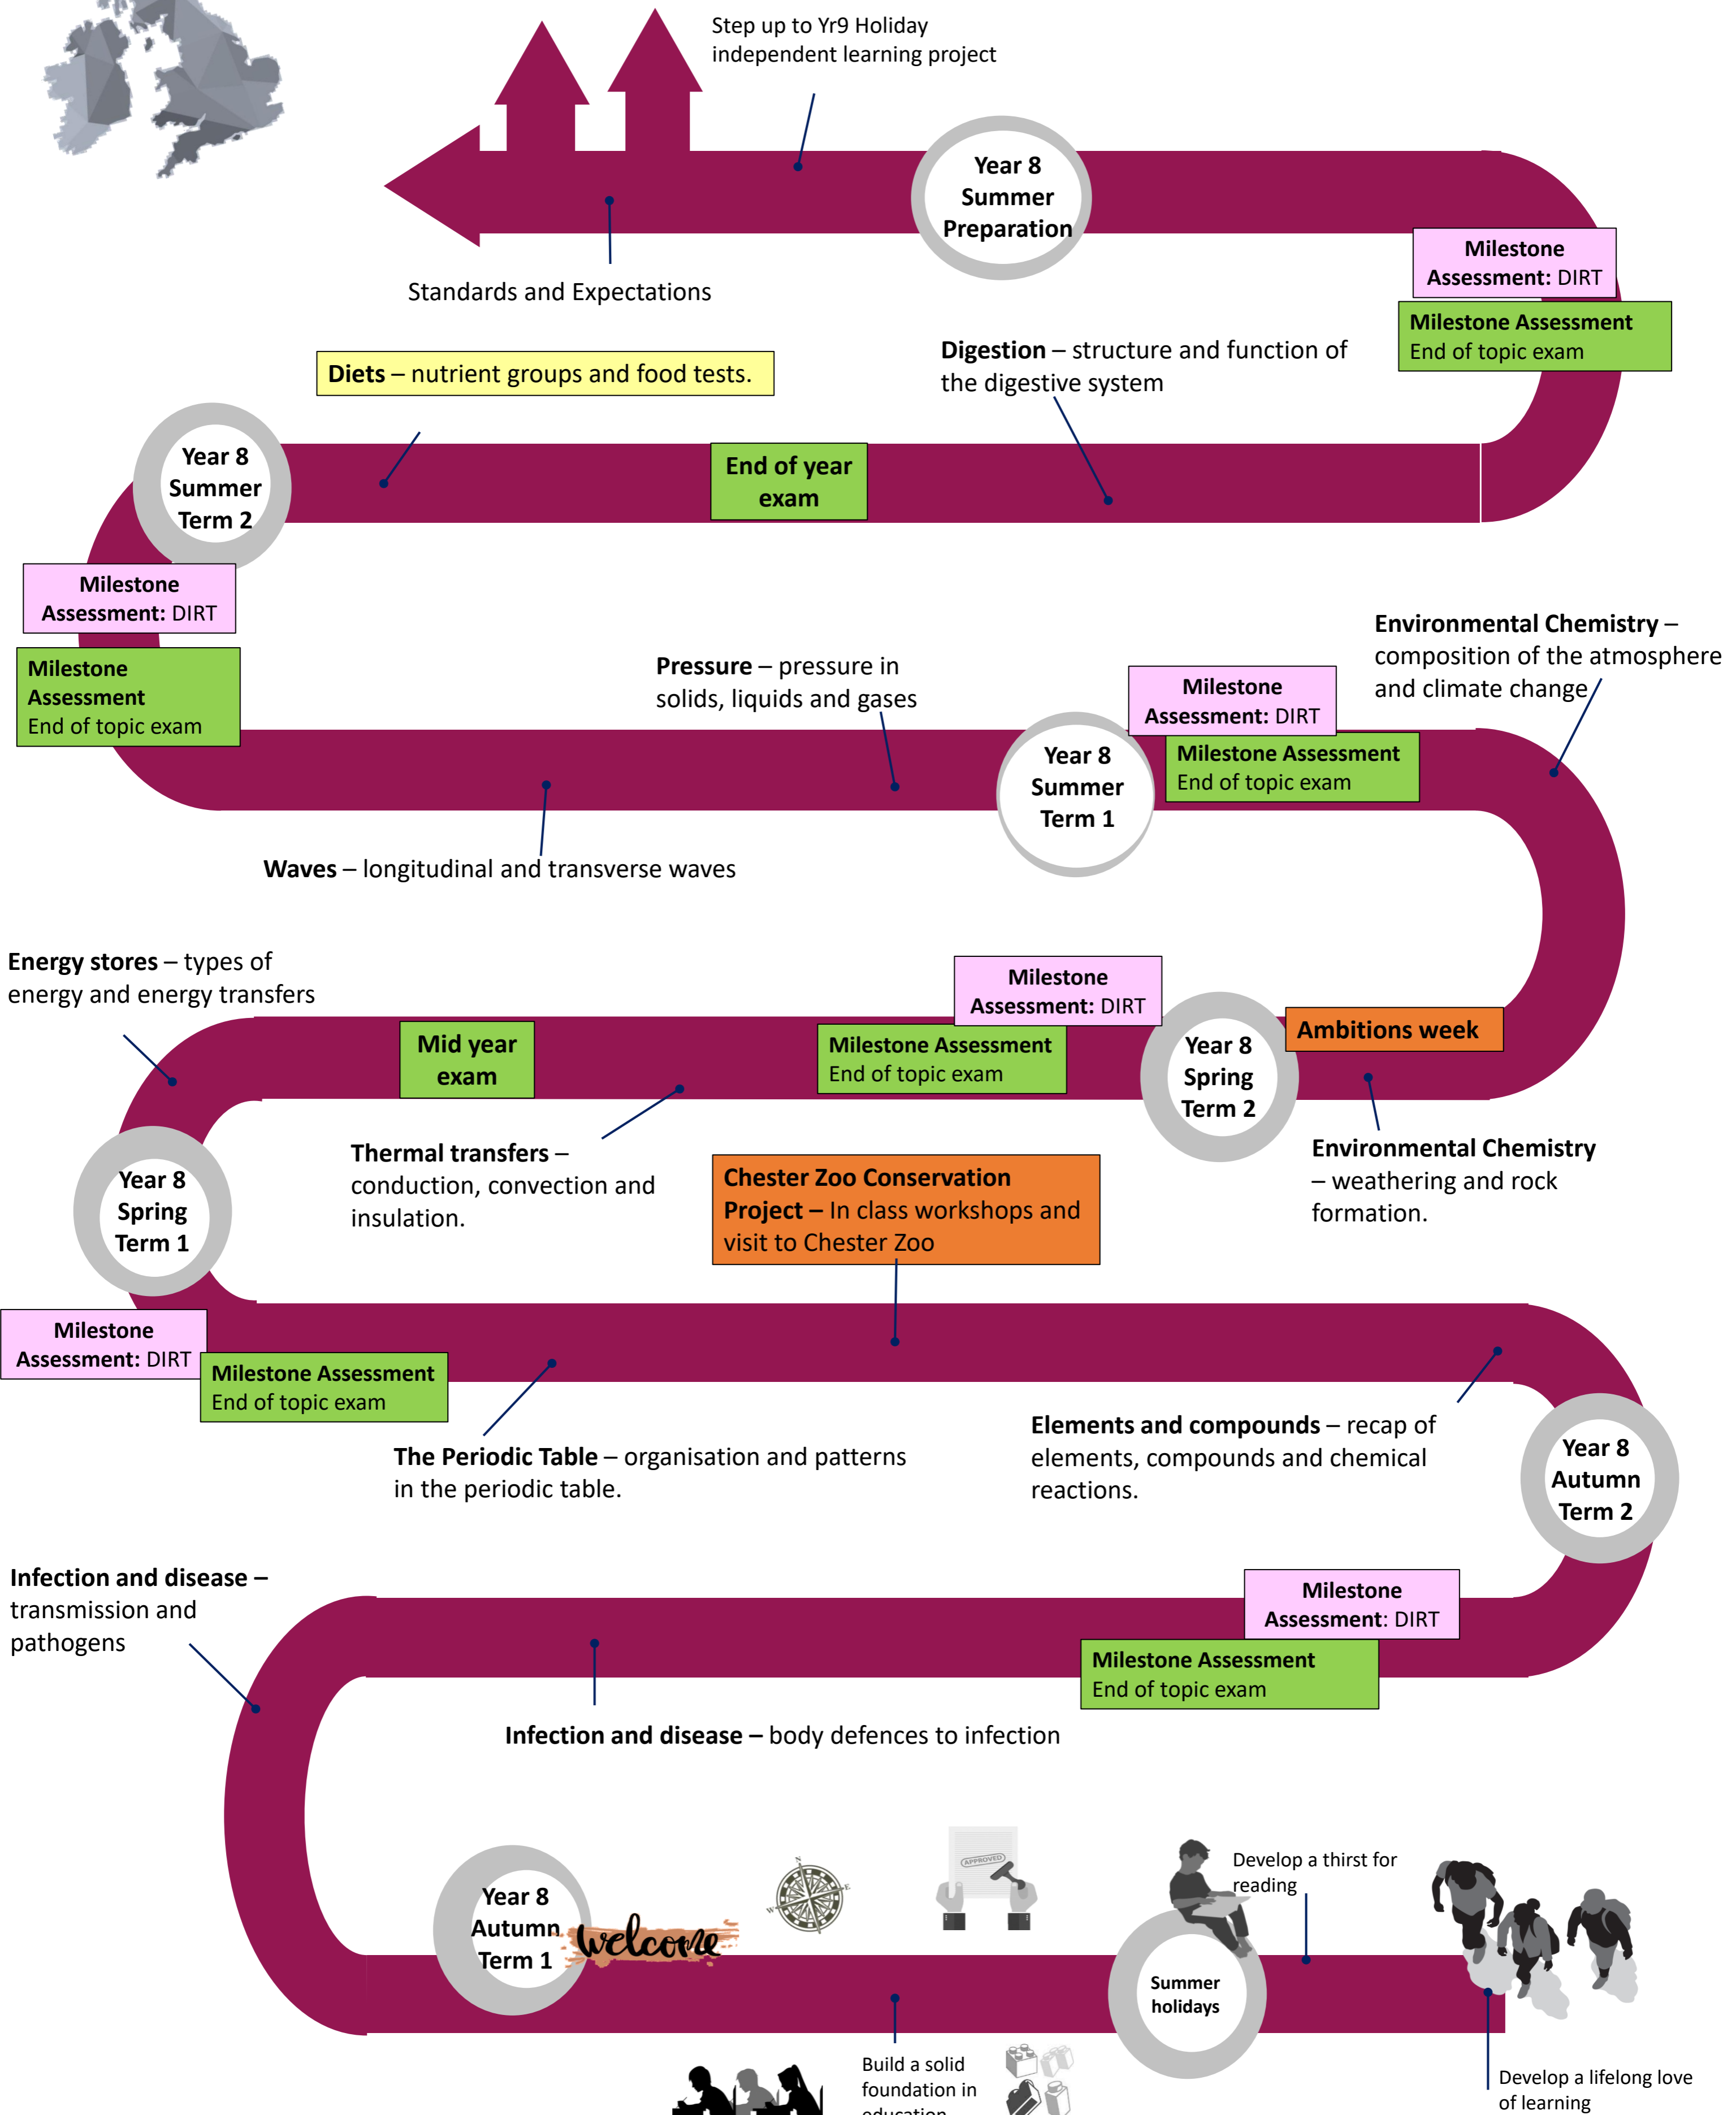 Step up to Yr9 Holiday
independent learning project
Year 8
Summer
Preparation
Milestone
Assessment: DIRT
Milestone Assessment
End of topic exam
Standards and Expectations
Diets – nutrient groups and food tests.
Digestion – structure and function of
the digestive system
Year 8
Summer
Term 2
End of year
exam
Milestone
Assessment: DIRT
Milestone
Assessment
End of topic exam
Pressure – pressure in
solids, liquids and gases
Milestone
Assessment: DIRT
Environmental Chemistry –
composition of the atmosphere
and climate change
Year 8
Summer
Term 1
Milestone Assessment
End of topic exam
Waves – longitudinal and transverse waves
Energy stores – types of
energy and energy transfers
Mid year
exam
Milestone
Assessment: DIRT
Milestone Assessment
End of topic exam
Year 8
Spring
Term 2
Ambitions week
Year 8
Spring
Term 1
Thermal transfers –
conduction, convection and
insulation.
Chester Zoo Conservation
Project – In class workshops and
visit to Chester Zoo
Environmental Chemistry
– weathering and rock
formation.
Milestone
Assessment: DIRT
Milestone Assessment
End of topic exam
The Periodic Table – organisation and patterns
in the periodic table.
Elements and compounds – recap of
elements, compounds and chemical
reactions.
Year 8
Autumn
Term 2
Infection and disease –
transmission and
pathogens
Milestone
Assessment: DIRT
Milestone Assessment
End of topic exam
Infection and disease – body defences to infection
Year 8
Autumn
Term 1
welcome
N
E
W
APPROVED
Develop a thirst for
reading
Summer
holidays
Build a solid
foundation in
education
Develop a lifelong love
of learning